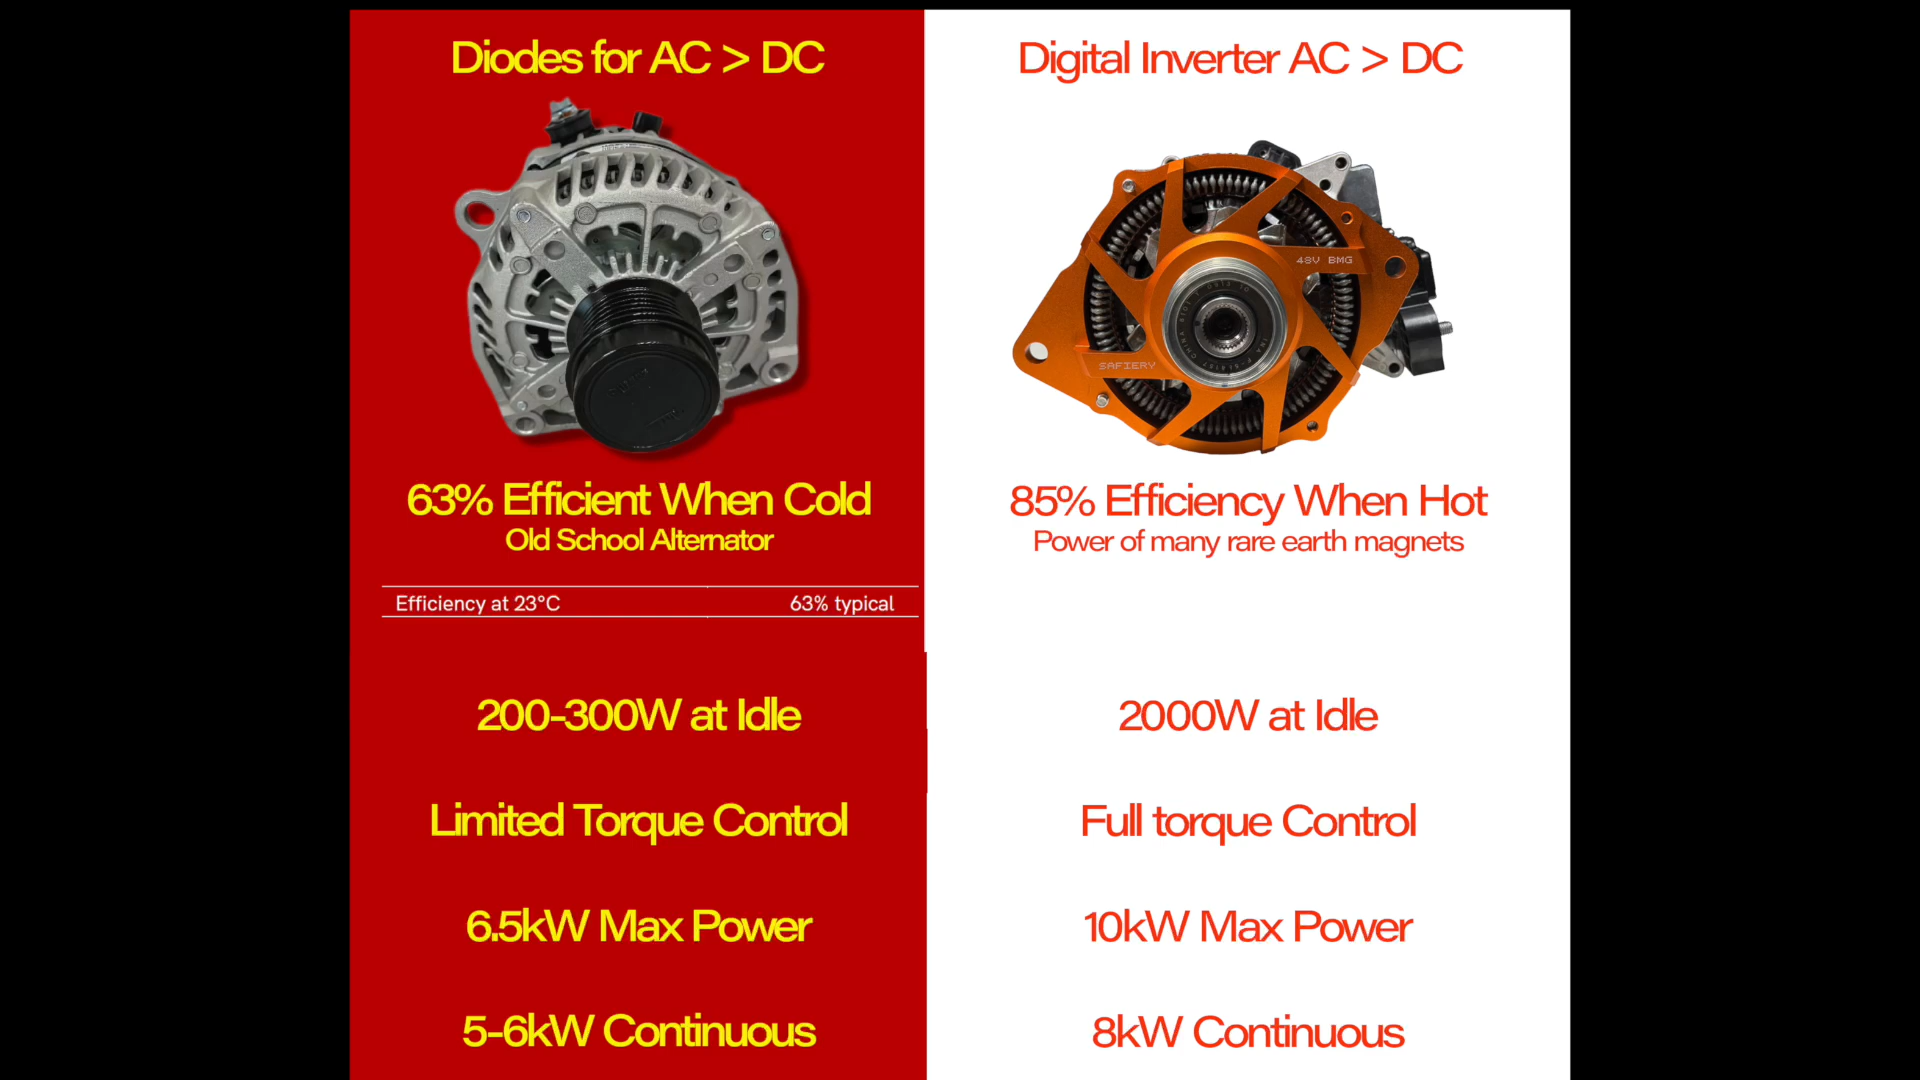 Diodes for AC > DC
63% Efficient When Cold
Old School Alternator
Efficiency at 23°C 63% typical
200-300W at Idle
Limited Torque Control
6.5kW Max Power
5-6kW Continuous
Digital Inverter AC > DC
48V BMG
SAFIERY
85% Efficiency When Hot
Power of many rare earth magnets
2000W at Idle
Full torque Control
10kW Max Power
8kW Continuous